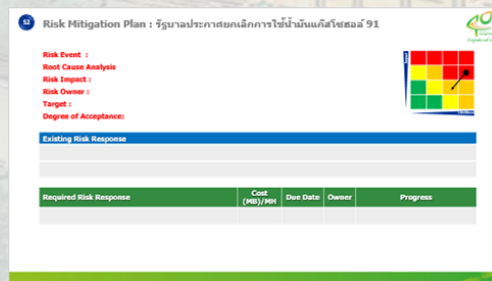 S2 Risk Mitigation Plan : รัฐบาลประกาศยกเลิกการใช้น้ำมันแก๊สโซฮอล์ 91
Risk Event :
Root Cause Analysis
Risk Impact :
Risk Owner :
Target :
Degree of Acceptance:
Existing Risk Response
Required Risk Response Cost (MB)/MH Due Date Owner Progress